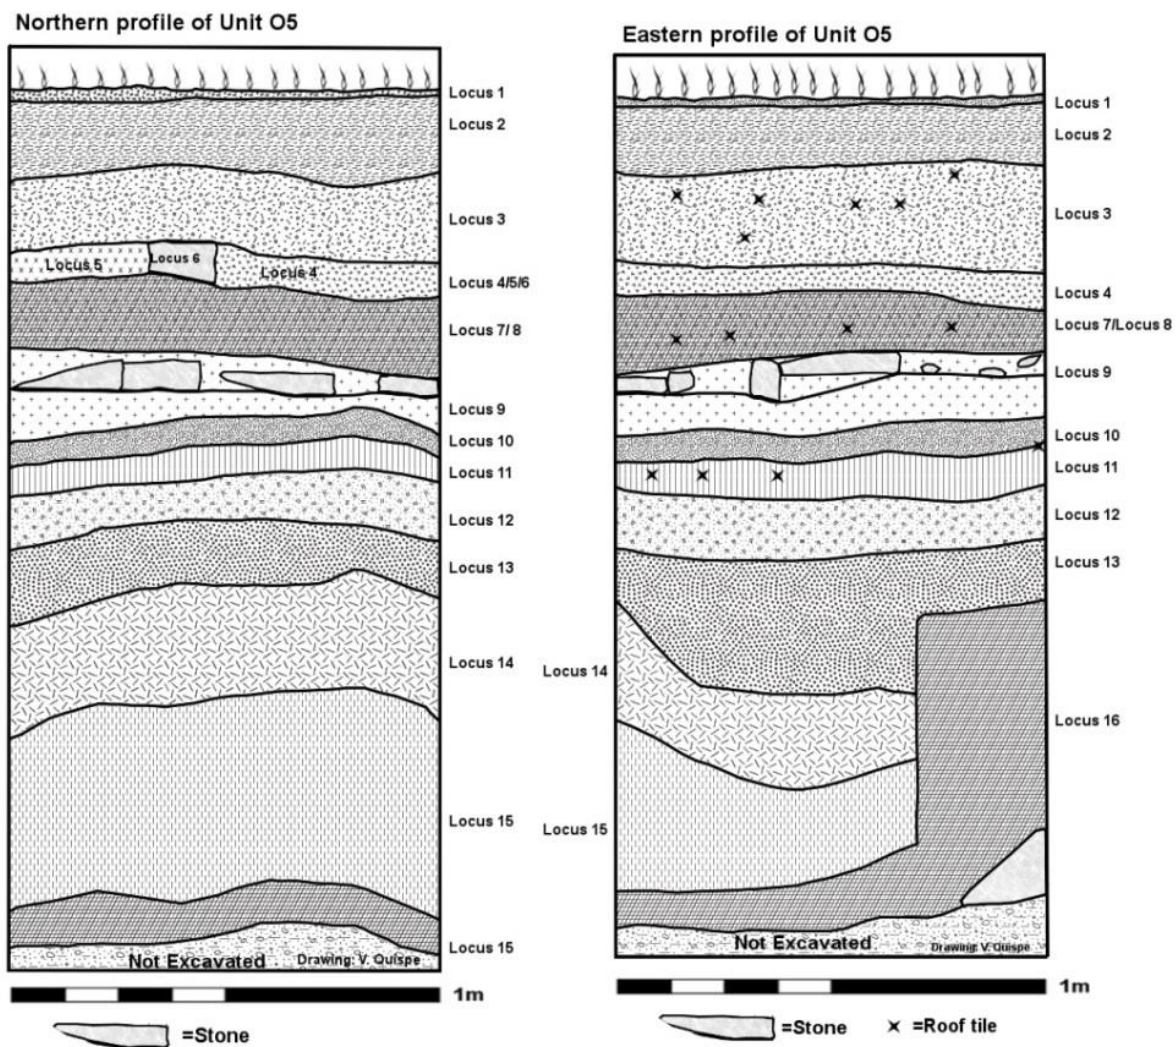 Northern profile of Unit O5
Locus 1
Locus 2
Locus 3
Locus 5
Locus 6
Locus 4
Locus 4/5/6
Locus 7/ 8
Locus 9
Locus 10
Locus 11
Locus 12
Locus 13
Locus 14
Locus 15
Locus 15
Not Excavated
Drawing: V. Quispe
1m
=Stone
Eastern profile of Unit O5
Locus 1
Locus 2
Locus 3
Locus 4
Locus 7/Locus 8
Locus 9
Locus 10
Locus 11
Locus 12
Locus 13
Locus 14
Locus 16
Locus 15
Not Excavated
Drawing: V. Quispe
1m
=Stone
=Roof tile